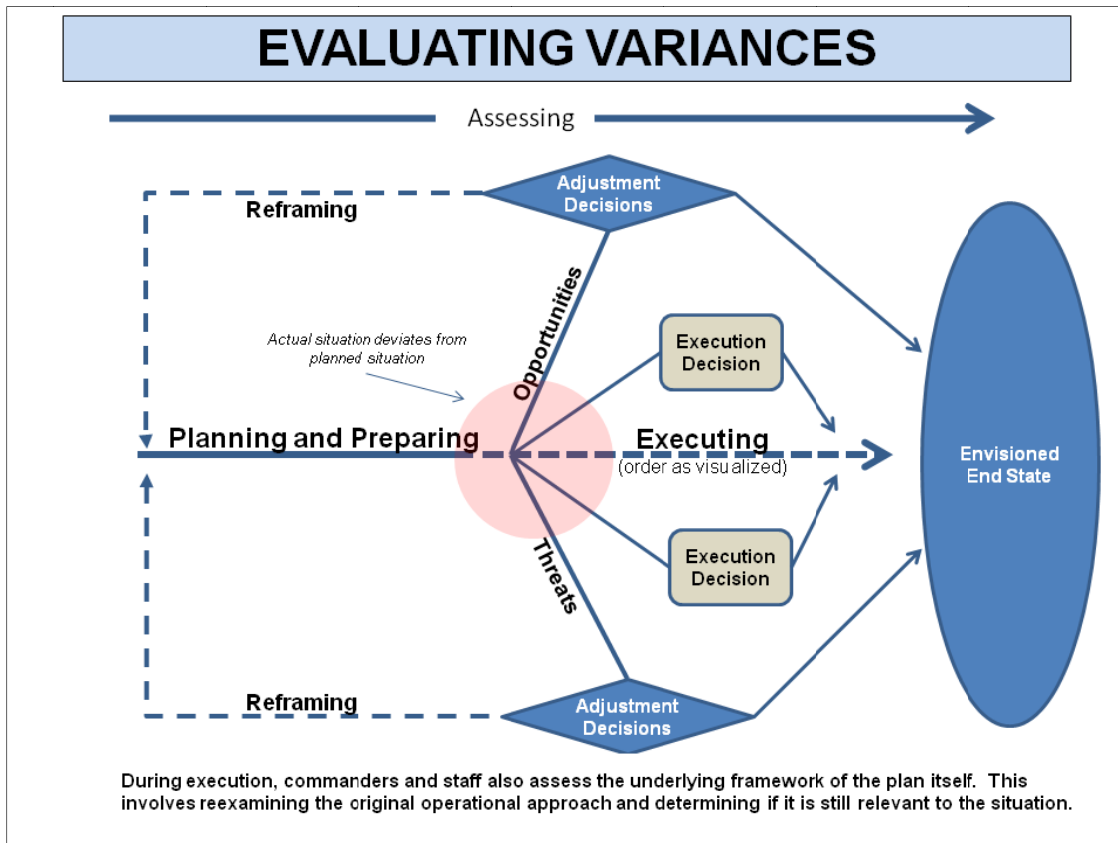 EVALUATING VARIANCES
Assessing
Adjustment
Decisions
Reframing
Opportunities
Actual situation deviates from
planned situation
Execution
Decision
Planning and Preparing
Executing
(order as visualized)
Envisioned
End State
Execution
Decision
Threats
Reframing
Adjustment
Decisions
During execution, commanders and staff also assess the underlying framework of the plan itself.  This
involves reexamining the original operational approach and determining if it is still relevant to the situation.